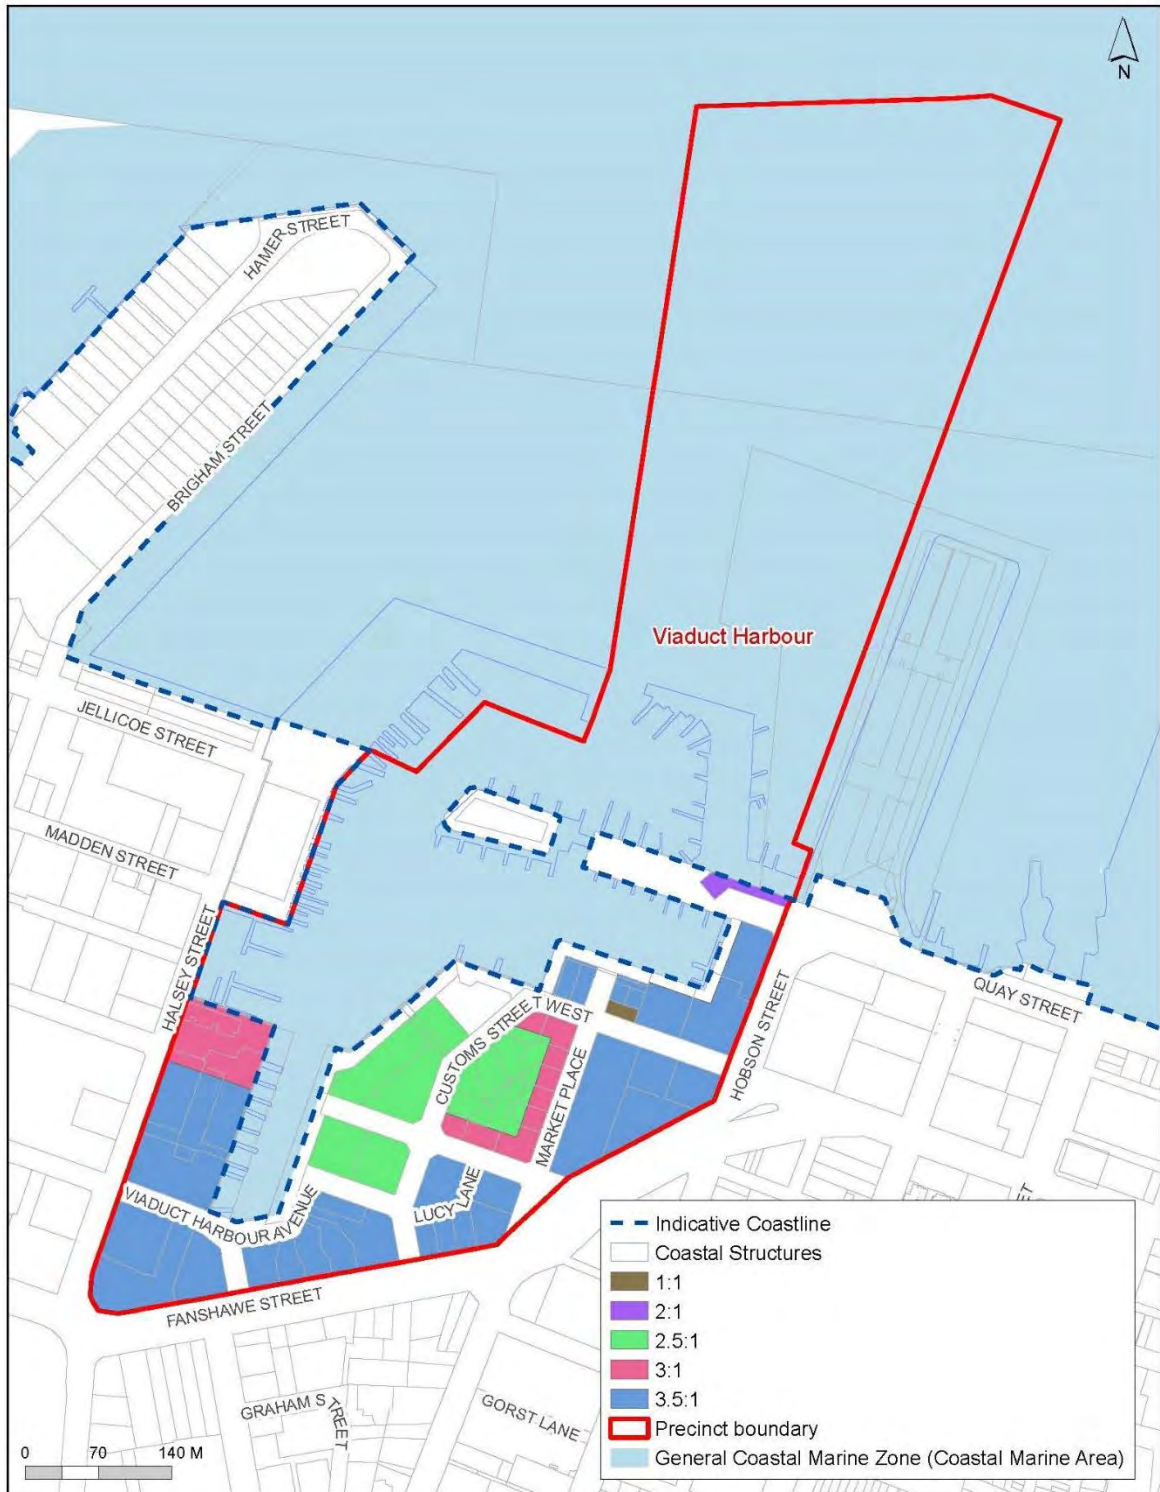 N
HAMER STREET
BRIGHAM STREET
Viaduct Harbour
JELLICOE STREET
MADDEN STREET
HALSEY STREET
QUAY STREET
CUSTOMS STREET WEST
HOBSON STREET
MARKET PLACE
LUCY LANE
VIADUCT HARBOUR AVENUE
FANSHAWE STREET
GRAHAM STREET
GORST LANE
ET
Indicative Coastline
Coastal Structures
1:1
2:1
2.5:1
3:1
3.5:1
Precinct boundary
General Coastal Marine Zone (Coastal Marine Area)
0 70 140 M